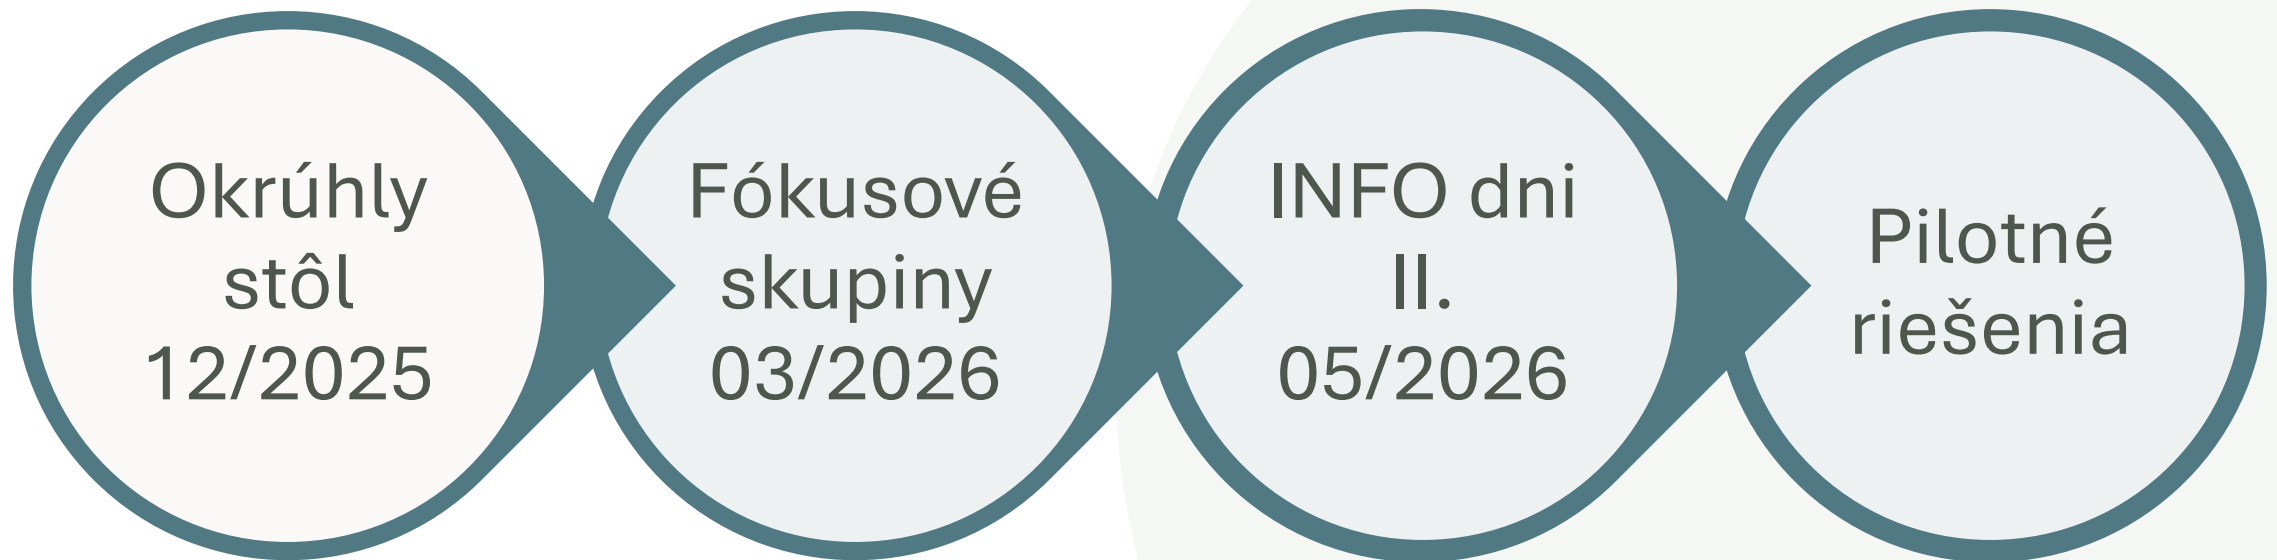 Okrúhly
stôl
12/2025
Fókusové
skupiny
03/2026
INFO dni
II.
05/2026
Pilotné
riešenia